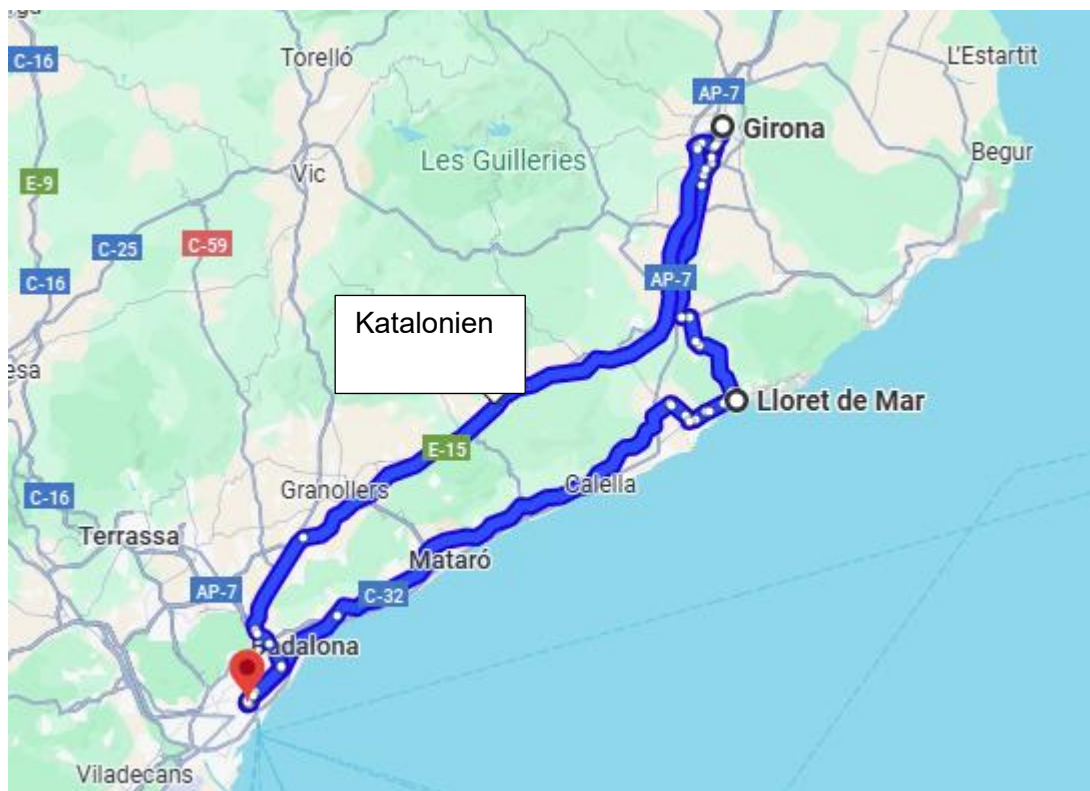 C-16
Torelló
L'Estartit
AP-7
Girona
Begur
Les Guilleries
Vic
E-9
C-25
C-59
C-16
AP-7
Katalonien
esa
Lloret de Mar
E-15
C-16
Granollers
Calella
Terrassa
Mataró
AP-7
C-32
Badalona
Viladecans